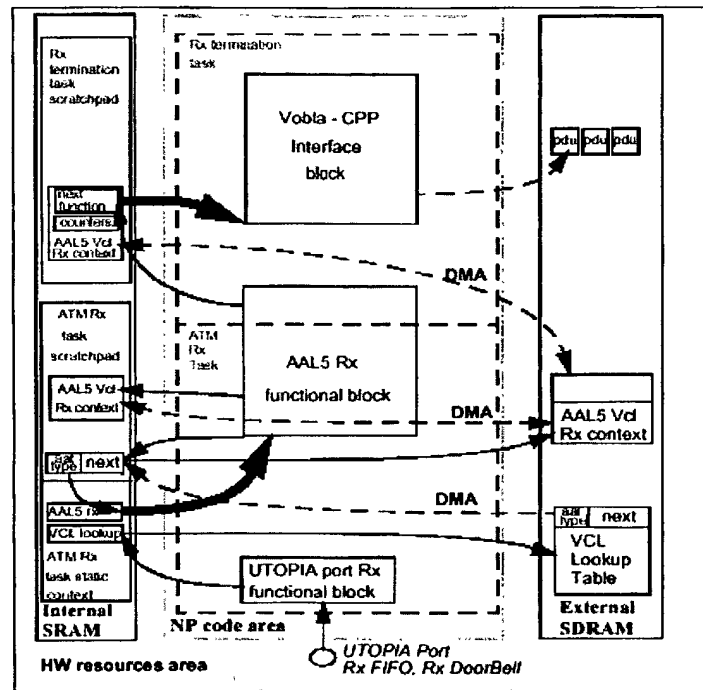 Rx
termination
task
scratchpad
next
function
counters
AAL5 Vcl
Rx context
ATM Rx
task
scratchpad
AAL5 Vcl
Rx context
aal
type
next
AAL5 rx
VCL lookup
ATM Rx
task static
context
Internal
SRAM
HW resources area
Rx termination
task
Vobla - CPP
Interface
block
ATM
Rx
Task
AAL5 Rx
functional block
UTOPIA port Rx
functional block
NP code area
UTOPIA Port
Rx FIFO, Rx DoorBell
DMA
DMA
DMA
pdu pdu pdu
AAL5 Vcl
Rx context
aal
type
next
VCL
Lookup
Table
External
SDRAM